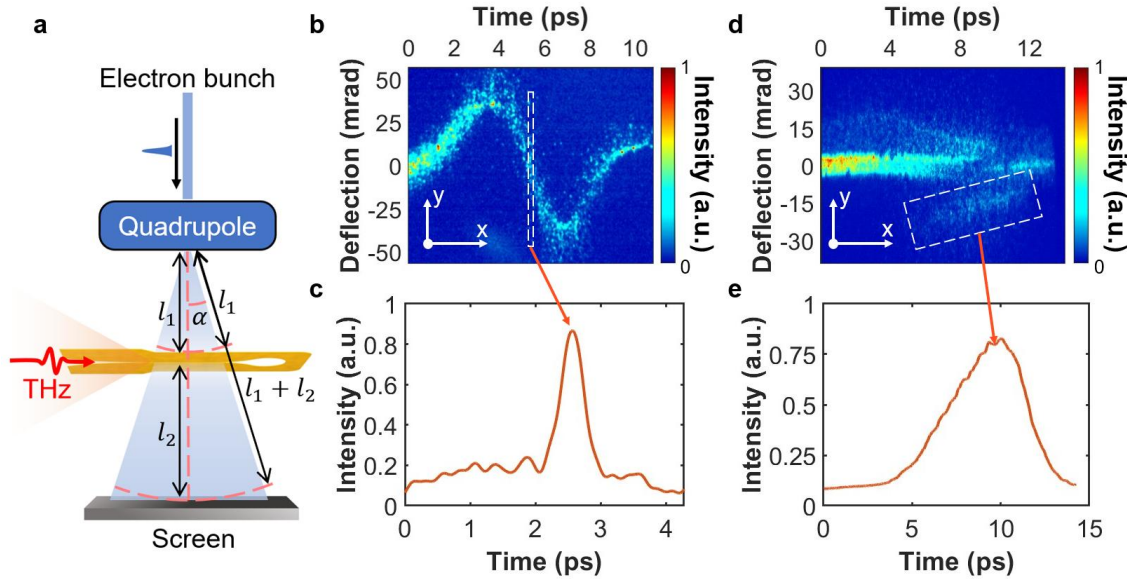 a
Electron bunch
Quadrupole
l₁
α
l₁
THz
l₁ + l₂
l₂
Screen
b
Time (ps)
0 2 4 6 8 10
Deflection (mrad)
50
25
0
-25
-50
y
x
1
Intensity (a.u.)
0
c
Intensity (a.u.)
1
0.8
0.6
0.4
0.2
0
0 1 2 3 4
Time (ps)
d
Time (ps)
0 4 8 12
Deflection (mrad)
30
15
0
-15
-30
y
x
1
Intensity (a.u.)
0
e
Intensity (a.u.)
1
0.75
0.5
0.25
0
0 5 10 15
Time (ps)